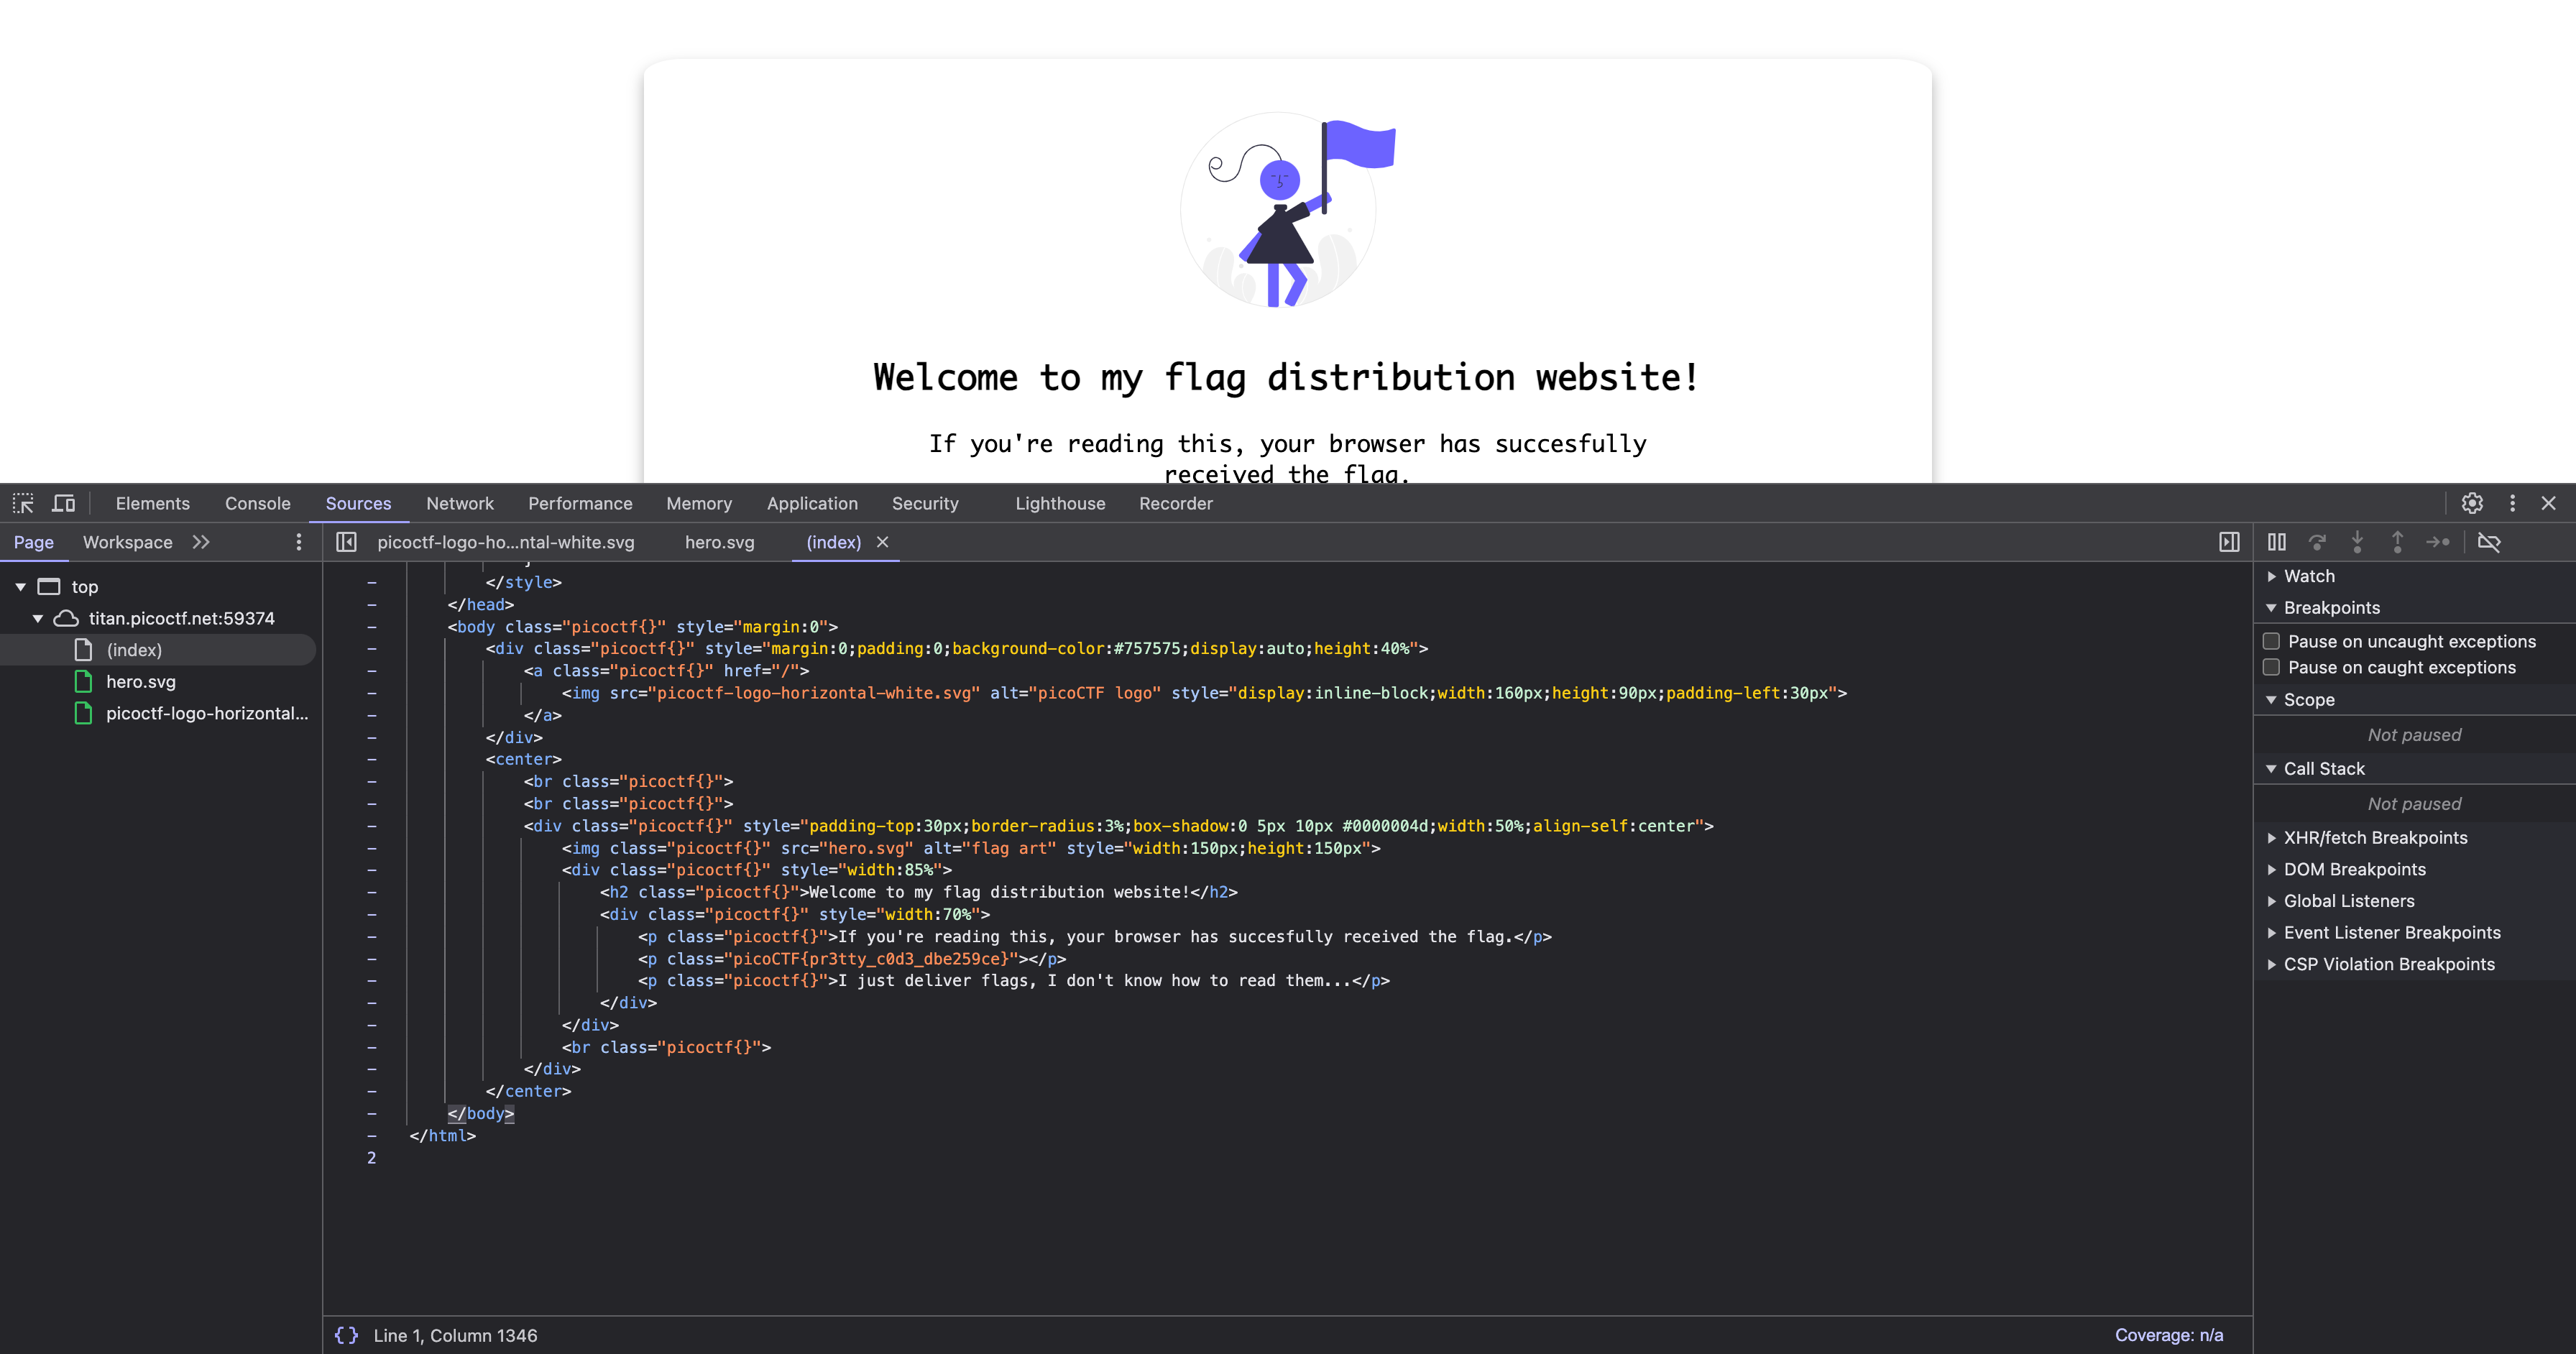 Welcome to my flag distribution website!
If you're reading this, your browser has succesfully
received the flag.
Elements Console Sources Network Performance Memory Application Security Lighthouse Recorder
Page Workspace
picoctf-logo-ho...ntal-white.svg hero.svg (index)
top
titan.picoctf.net:59374
(index)
hero.svg
picoctf-logo-horizontal...
</style>
</head>
<body class="picoctf{}" style="margin:0">
<div class="picoctf{}" style="margin:0;padding:0;background-color:#757575;display:auto;height:40%">
<a class="picoctf{}" href="/">
<img src="picoctf-logo-horizontal-white.svg" alt="picoCTF logo" style="display:inline-block;width:160px;height:90px;padding-left:30px">
</a>
</div>
<center>
<br class="picoctf{}">
<br class="picoctf{}">
<div class="picoctf{}" style="padding-top:30px;border-radius:3%;box-shadow:0 5px 10px #0000004d;width:50%;align-self:center">
<img class="picoctf{}" src="hero.svg" alt="flag art" style="width:150px;height:150px">
<div class="picoctf{}" style="width:85%">
<h2 class="picoctf{}">Welcome to my flag distribution website!</h2>
<div class="picoctf{}" style="width:70%">
<p class="picoctf{}">If you're reading this, your browser has succesfully received the flag.</p>
<p class="picoCTF{pr3tty_c0d3_dbe259ce}"></p>
<p class="picoctf{}">I just deliver flags, I don't know how to read them...</p>
</div>
</div>
<br class="picoctf{}">
</div>
</center>
</body>
</html>
2
{} Line 1, Column 1346
Coverage: n/a
Watch
Breakpoints
Pause on uncaught exceptions
Pause on caught exceptions
Scope
Not paused
Call Stack
Not paused
XHR/fetch Breakpoints
DOM Breakpoints
Global Listeners
Event Listener Breakpoints
CSP Violation Breakpoints